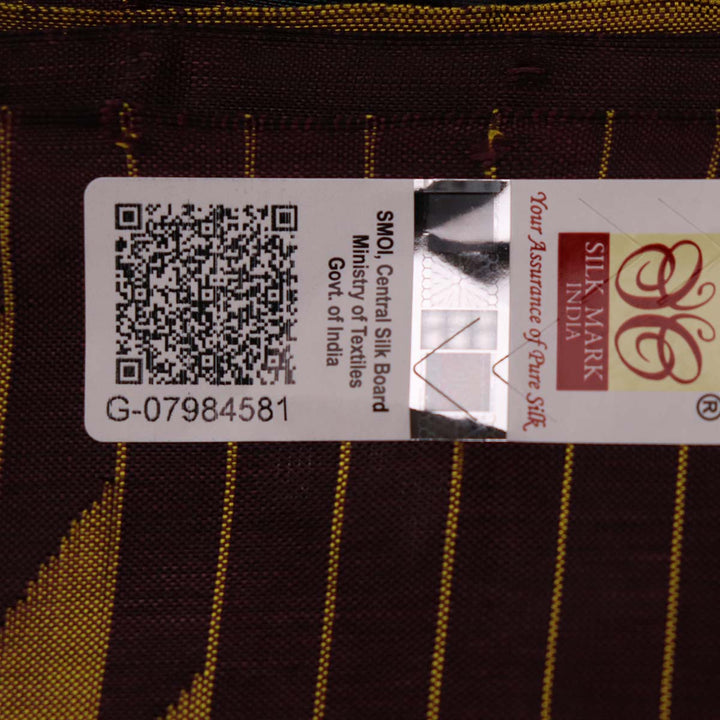 G-07984581
SMOI, Central Silk Board
Ministry of Textiles
Govt. of India
Your Assurance of Pure Silk
SILK MARK
INDIA
®